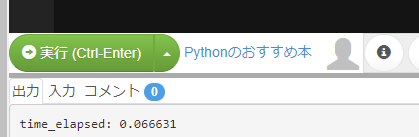 実行 (Ctrl-Enter) Pythonのおすすめ本
出力 入力 コメント 0
time_elapsed: 0.066631